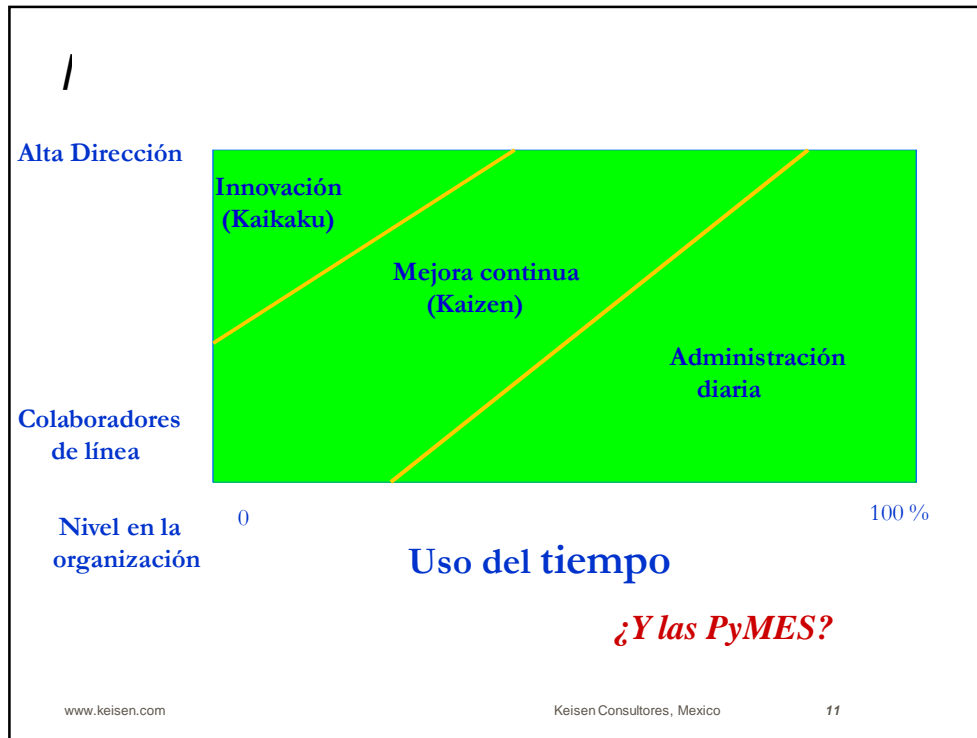 Alta Dirección
Innovación
(Kaikaku)
Mejora continua
(Kaizen)
Administración
diaria
Colaboradores
de línea
Nivel en la
organización
0
100 %
Uso del tiempo
¿Y las PyMES?
www.keisen.com
Keisen Consultores, Mexico
11